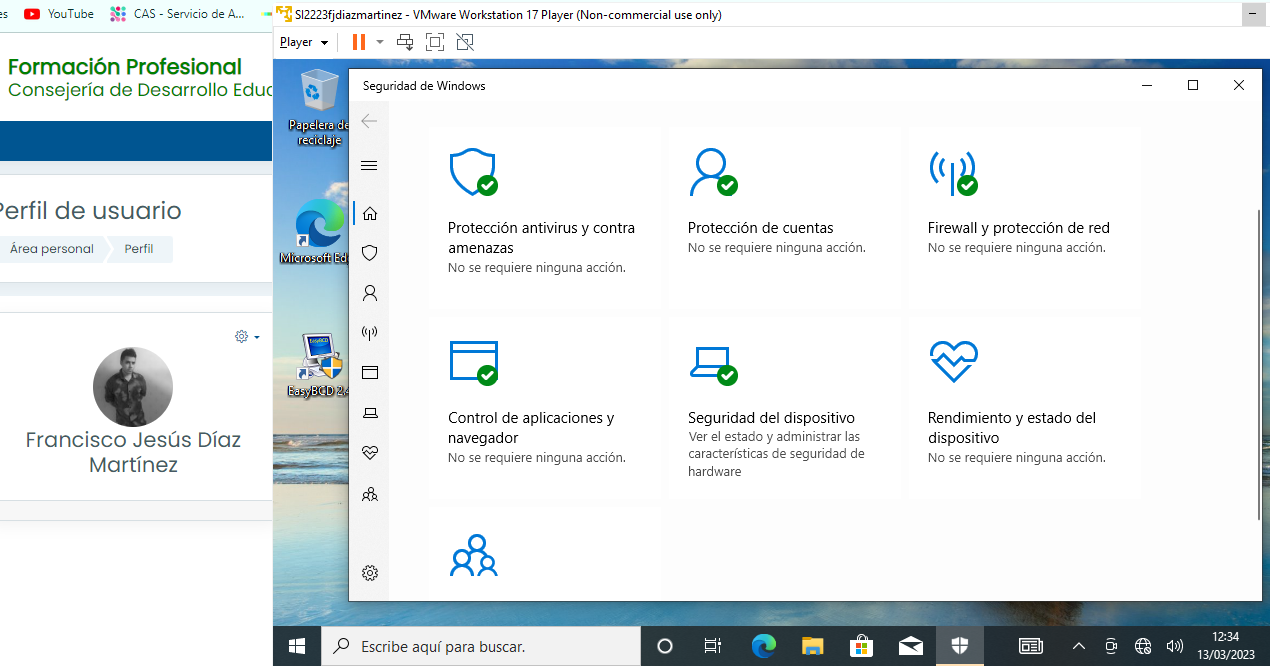 es
YouTube
CAS - Servicio de A...
SI2223fjdiazmartinez - VMware Workstation 17 Player (Non-commercial use only)
Player
Formación Profesional
Consejería de Desarrollo Educ
Perfil de usuario
Área personal
Perfil
Francisco Jesús Díaz
Martínez
Papelera de
reciclaje
Microsoft Ed
EasyBCD
EasyBCD 2.4
Seguridad de Windows
Protección antivirus y contra
amenazas
No se requiere ninguna acción.
Protección de cuentas
No se requiere ninguna acción.
Firewall y protección de red
No se requiere ninguna acción.
Control de aplicaciones y
navegador
No se requiere ninguna acción.
Seguridad del dispositivo
Ver el estado y administrar las
características de seguridad de
hardware
Rendimiento y estado del
dispositivo
No se requiere ninguna acción.
Escribe aquí para buscar.
12:34
13/03/2023